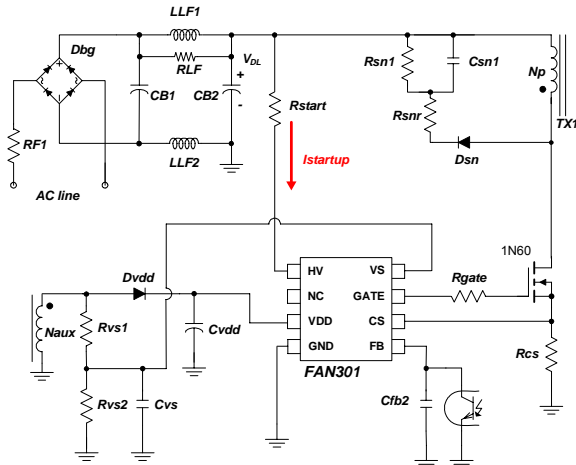 LLF1
Dbg
RLF
VDL
+
-
CB1
CB2
RF1
LLF2
AC line
Rstart
Istartup
Rsn1
Csn1
Rsnr
Dsn
Np
TX1
1N60
HV
VS
NC
GATE
VDD
CS
GND
FB
FAN301
Rgate
Rcs
Dvdd
Naux
Rvs1
Cvdd
Rvs2
Cvs
Cfb2